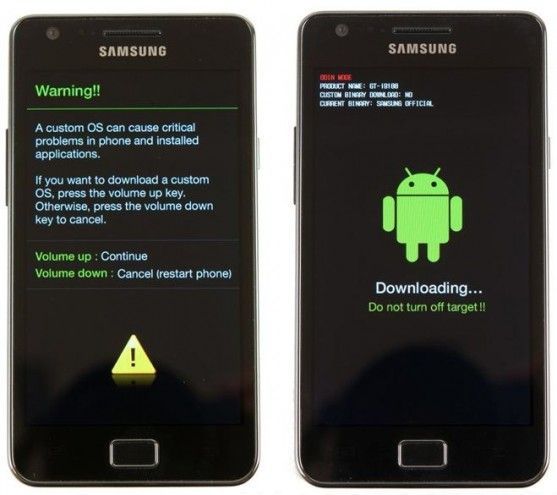 SAMSUNG
Warning!!
A custom OS can cause critical
problems in phone and installed
applications.
If you want to download a custom
OS, press the volume up key.
Otherwise, press the volume down
key to cancel.
Volume up : Continue
Volume down : Cancel (restart phone)
!
SAMSUNG
ODIN MODE
PRODUCT NAME: GT-I9100
CUSTOM BINARY DOWNLOAD: NO
CURRENT BINARY: SAMSUNG OFFICIAL
Downloading...
Do not turn off target!!